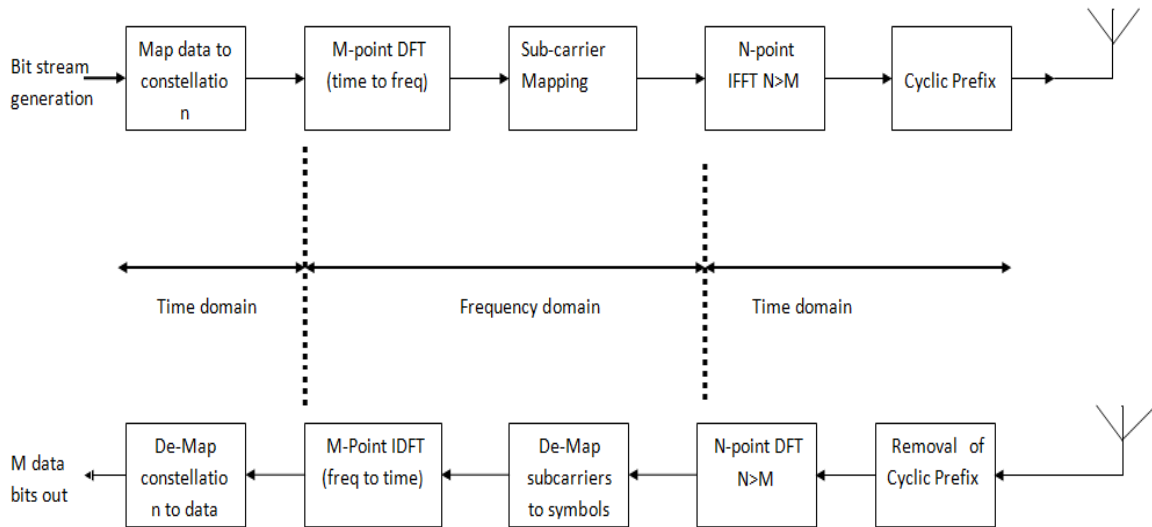 Bit stream
generation
Map data to
constellatio
n
M-point DFT
(time to freq)
Sub-carrier
Mapping
N-point
IFFT N>M
Cyclic Prefix
Time domain
Frequency domain
Time domain
M data
bits out
De-Map
constellatio
n to data
M-Point IDFT
(freq to time)
De-Map
subcarriers
to symbols
N-point DFT
N>M
Removal of
Cyclic Prefix